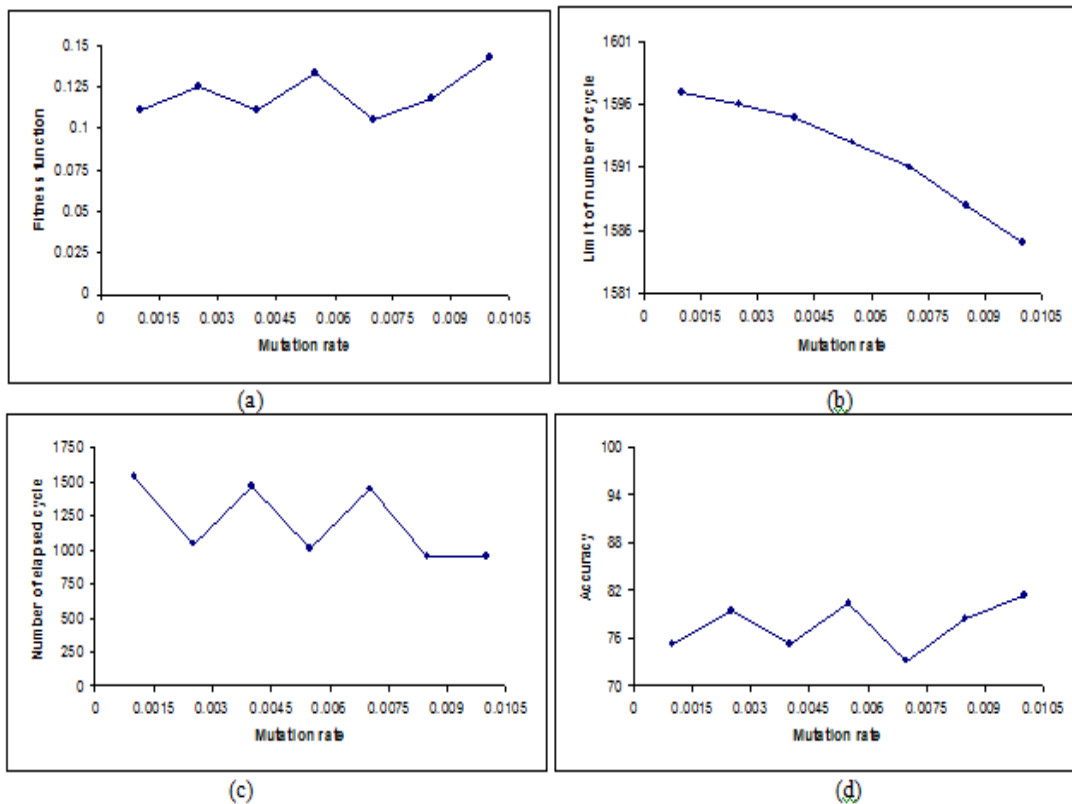 0.15
0.125
0.1
0.075
0.05
0.025
0
Fitness function
0 0.0015 0.003 0.0045 0.006 0.0075 0.009 0.0105
Mutation rate
(a)
1601
1596
1591
1586
1581
Limit of number of cycle
0 0.0015 0.003 0.0045 0.006 0.0075 0.009 0.0105
Mutation rate
(b)
1750
1500
1250
1000
750
500
250
0
Number of elapsed cycle
0 0.0015 0.003 0.0045 0.006 0.0075 0.009 0.0105
Mutation rate
(c)
100
94
88
82
76
70
Accuracy
0 0.0015 0.003 0.0045 0.006 0.0075 0.009 0.0105
Mutation rate
(d)